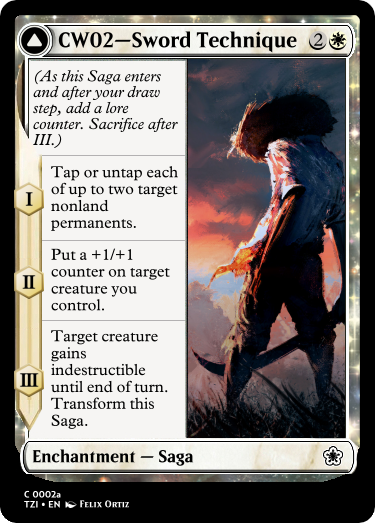 CW02—Sword Technique 2
(As this Saga enters
and after your draw
step, add a lore
counter. Sacrifice after
III.)
I
Tap or untap each
of up to two target
nonland
permanents.
II
Put a +1/+1
counter on target
creature you
control.
III
Target creature
gains
indestructible
until end of turn.
Transform this
Saga.
Enchantment — Saga
C 0002a
TZI • EN Felix Ortiz